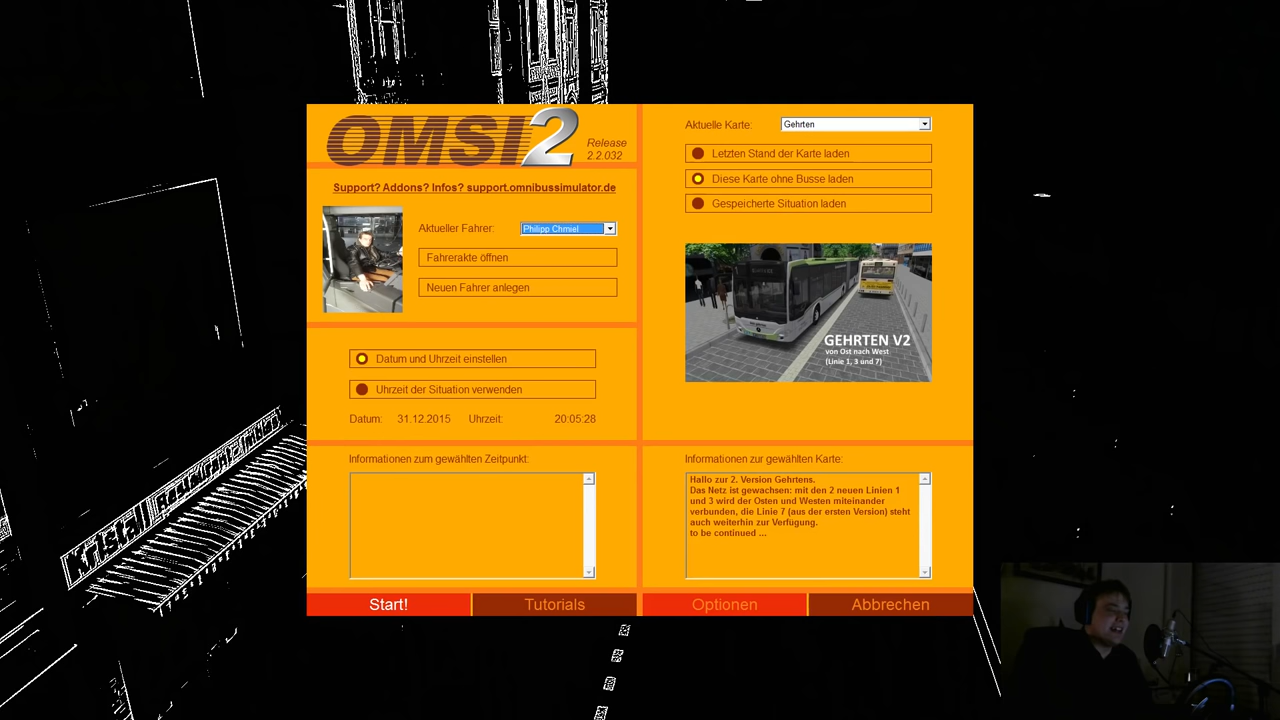 OMSI 2
Release
2.2.032
Support? Addons? Infos? support.omnibussimulator.de
Aktueller Fahrer:
Philipp Chmiel
Fahrerakte öffnen
Neuen Fahrer anlegen
Datum und Uhrzeit einstellen
Uhrzeit der Situation verwenden
Datum: 31.12.2015 Uhrzeit: 20:05:28
Informationen zum gewählten Zeitpunkt:
Aktuelle Karte:
Gehrten
Letzten Stand der Karte laden
Diese Karte ohne Busse laden
Gespeicherte Situation laden
GEHRTEN V2
von Ost nach West
(Linie 1, 3 und 7)
Informationen zur gewählten Karte:
Hallo zur 2. Version Gehrtens.
Das Netz ist gewachsen: mit den 2 neuen Linien 1
und 3 wird der Osten und Westen miteinander
verbunden, die Linie 7 (aus der ersten Version) steht
auch weiterhin zur Verfügung.
to be continued ...
Start!
Tutorials
Optionen
Abbrechen